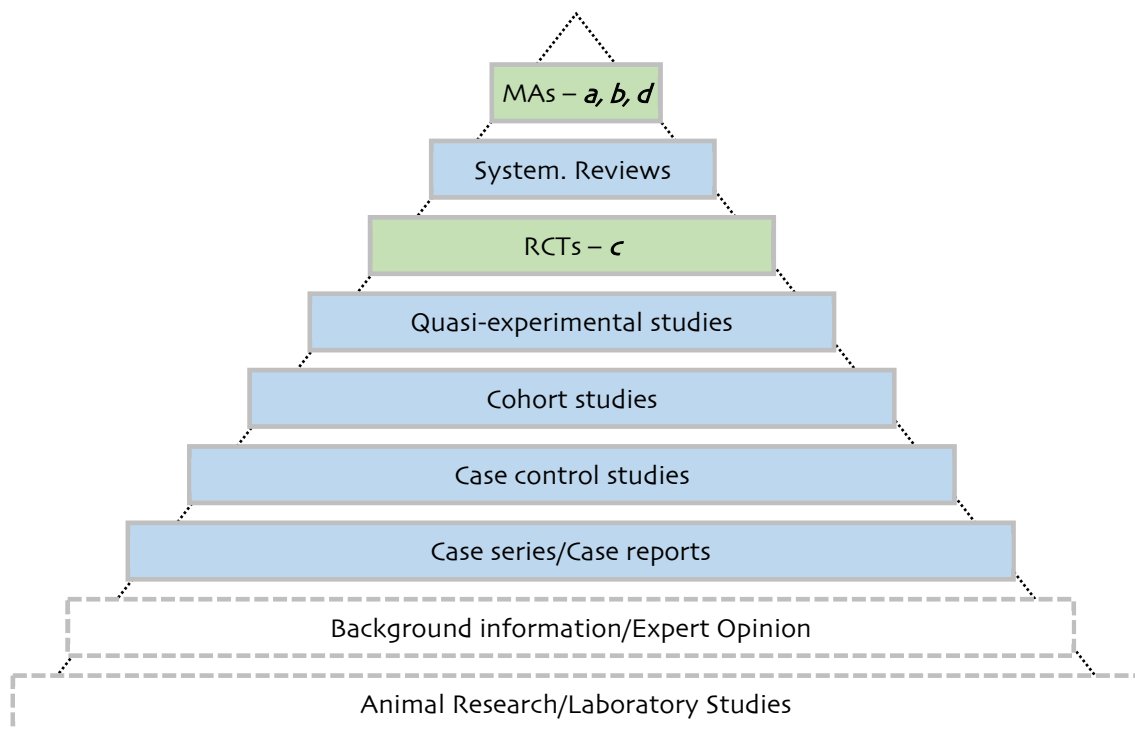 MAs – a, b, d
System. Reviews
RCTs – c
Quasi-experimental studies
Cohort studies
Case control studies
Case series/Case reports
Background information/Expert Opinion
Animal Research/Laboratory Studies